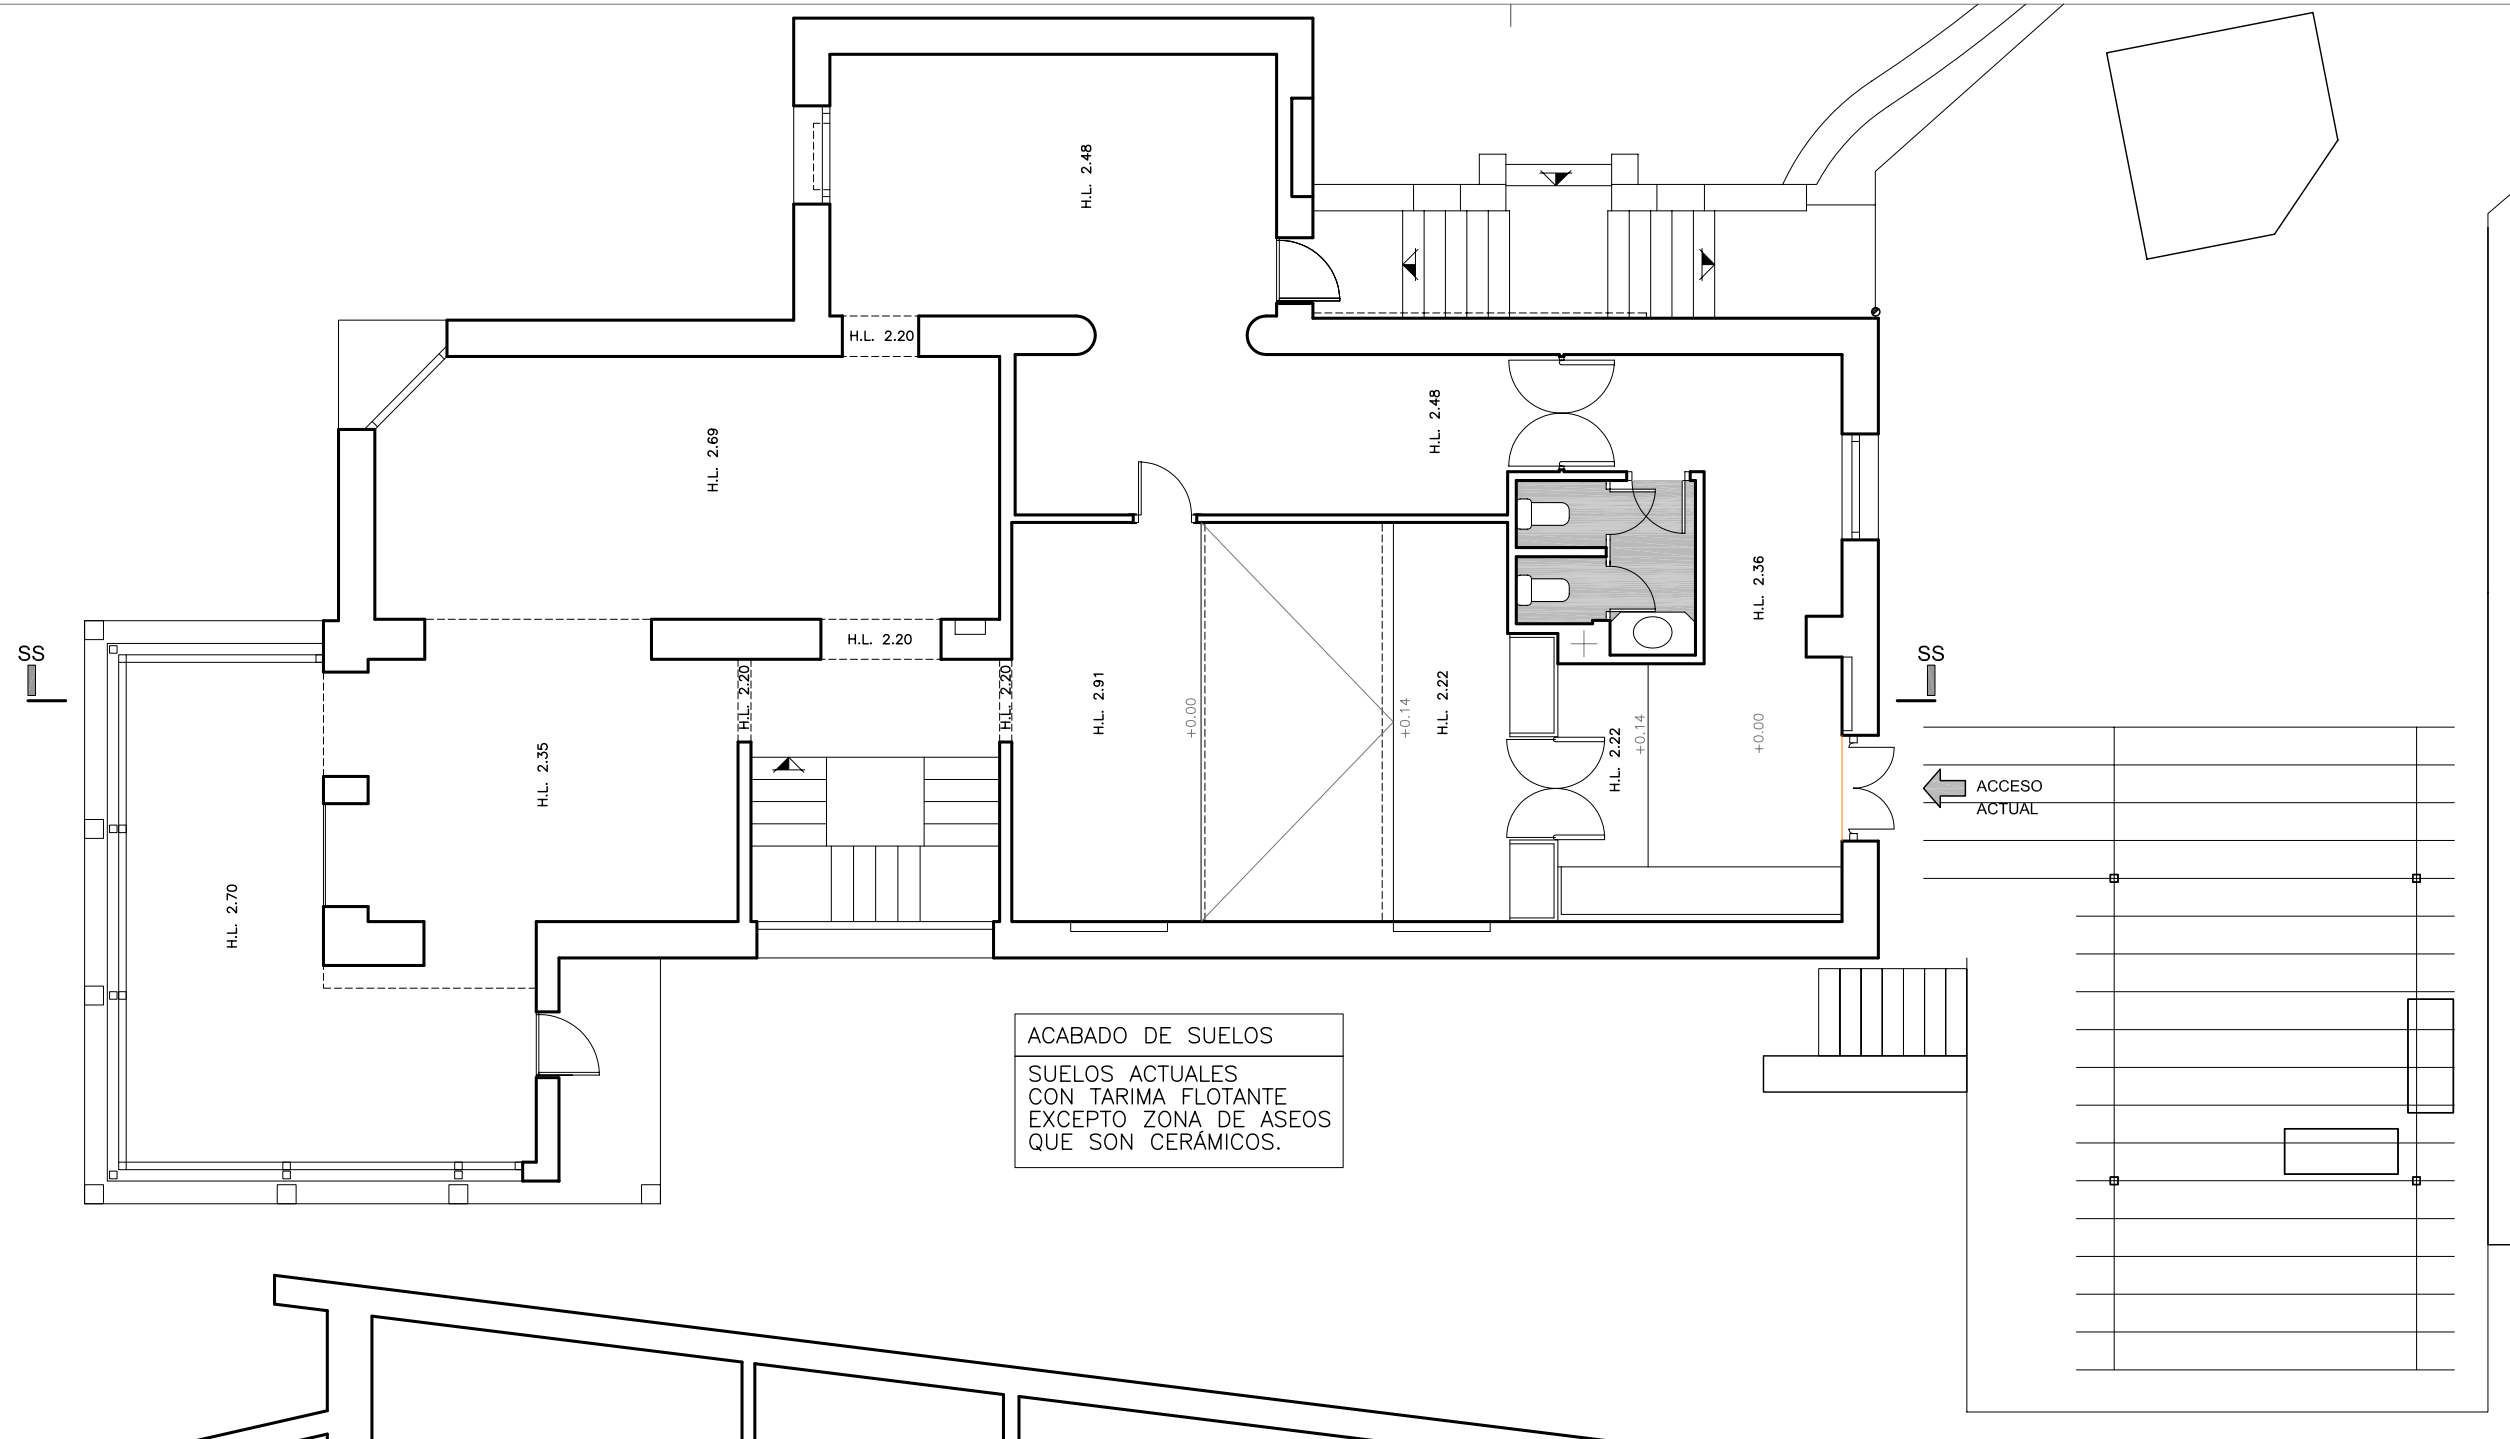 H.L. 2.48
H.L. 2.20
H.L. 2.48
H.L. 2.69
H.L. 2.36
H.L. 2.20
SS
SS
H.L. 2.20
H.L. 2.20
H.L. 2.91
+0.00
+0.14
H.L. 2.22
H.L. 2.22
+0.14
+0.00
H.L. 2.35
ACCESO
ACTUAL
H.L. 2.70
ACABADO DE SUELOS
SUELOS ACTUALES
CON TARIMA FLOTANTE
EXCEPTO ZONA DE ASEOS
QUE SON CERÁMICOS.